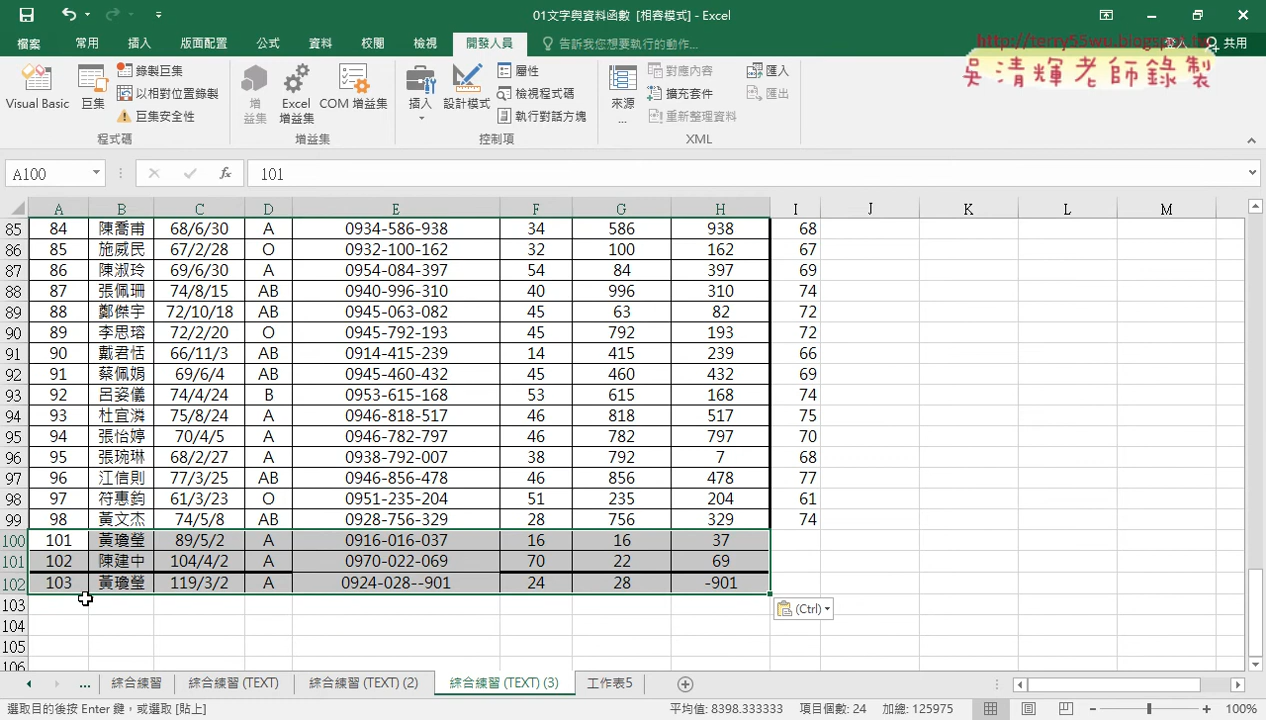 01文字與資料函數 [相容模式] - Excel
檔案 常用 插入 版面配置 公式 資料 校閱 檢視 開發人員 告訴我您想要執行的動作... 登入 共用
http://terry55wu.blogspot.tw
吳清輝老師錄製
Visual Basic 巨集 錄製巨集 以相對位置錄製 巨集安全性 程式碼
增益集 Excel 增益集 COM 增益集 增益集
插入 設計模式 屬性 檢視程式碼 執行對話方塊 控制項
來源... 對應內容 擴充套件 重新整理資料 匯入 匯出 XML
A100 fx 101
A B C D E F G H I J K L M
85 84 陳喬甫 68/6/30 A 0934-586-938 34 586 938 68
86 85 施威民 67/2/28 O 0932-100-162 32 100 162 67
87 86 陳淑玲 69/6/30 A 0954-084-397 54 84 397 69
88 87 張佩珊 74/8/15 AB 0940-996-310 40 996 310 74
89 88 鄭傑宇 72/10/18 AB 0945-063-082 45 63 82 72
90 89 李思瑢 72/2/20 O 0945-792-193 45 792 193 72
91 90 戴君恬 66/11/3 AB 0914-415-239 14 415 239 66
92 91 蔡佩娟 69/6/4 AB 0945-460-432 45 460 432 69
93 92 呂姿儀 74/4/24 B 0953-615-168 53 615 168 74
94 93 杜宜潾 75/8/24 A 0946-818-517 46 818 517 75
95 94 張怡婷 70/4/5 A 0946-782-797 46 782 797 70
96 95 張琬琳 68/2/27 A 0938-792-007 38 792 7 68
97 96 江信則 77/3/25 AB 0946-856-478 46 856 478 77
98 97 符惠鈞 61/3/23 O 0951-235-204 51 235 204 61
99 98 黃文杰 74/5/8 AB 0928-756-329 28 756 329 74
100 101 黃瓊瑩 89/5/2 A 0916-016-037 16 16 37
101 102 陳建中 104/4/2 A 0970-022-069 70 22 69
102 103 黃瓊瑩 119/3/2 A 0924-028--901 24 28 -901
103 (Ctrl)
104
105
106
... 綜合練習 綜合練習 (TEXT) 綜合練習 (TEXT) (2) 綜合練習 (TEXT) (3) 工作表5
選取目的後按 Enter 鍵，或選取 [貼上] 平均值: 8398.333333 項目個數: 24 加總: 125975 100%